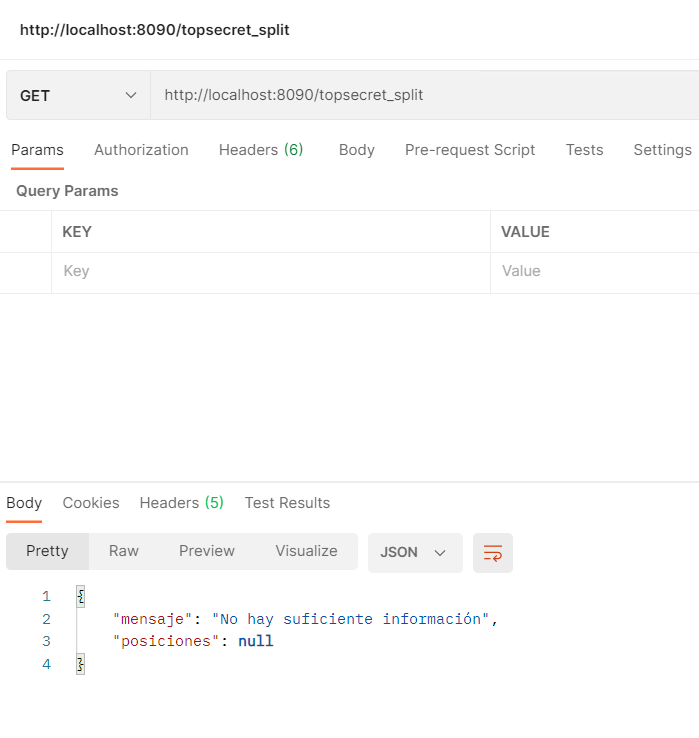 http://localhost:8090/topsecret_split
GET http://localhost:8090/topsecret_split
Params Authorization Headers (6) Body Pre-request Script Tests Settings
Query Params
KEY VALUE
Key Value
Body Cookies Headers (5) Test Results
Pretty Raw Preview Visualize JSON
1 {
2 "mensaje": "No hay suficiente información",
3 "posiciones": null
4 }